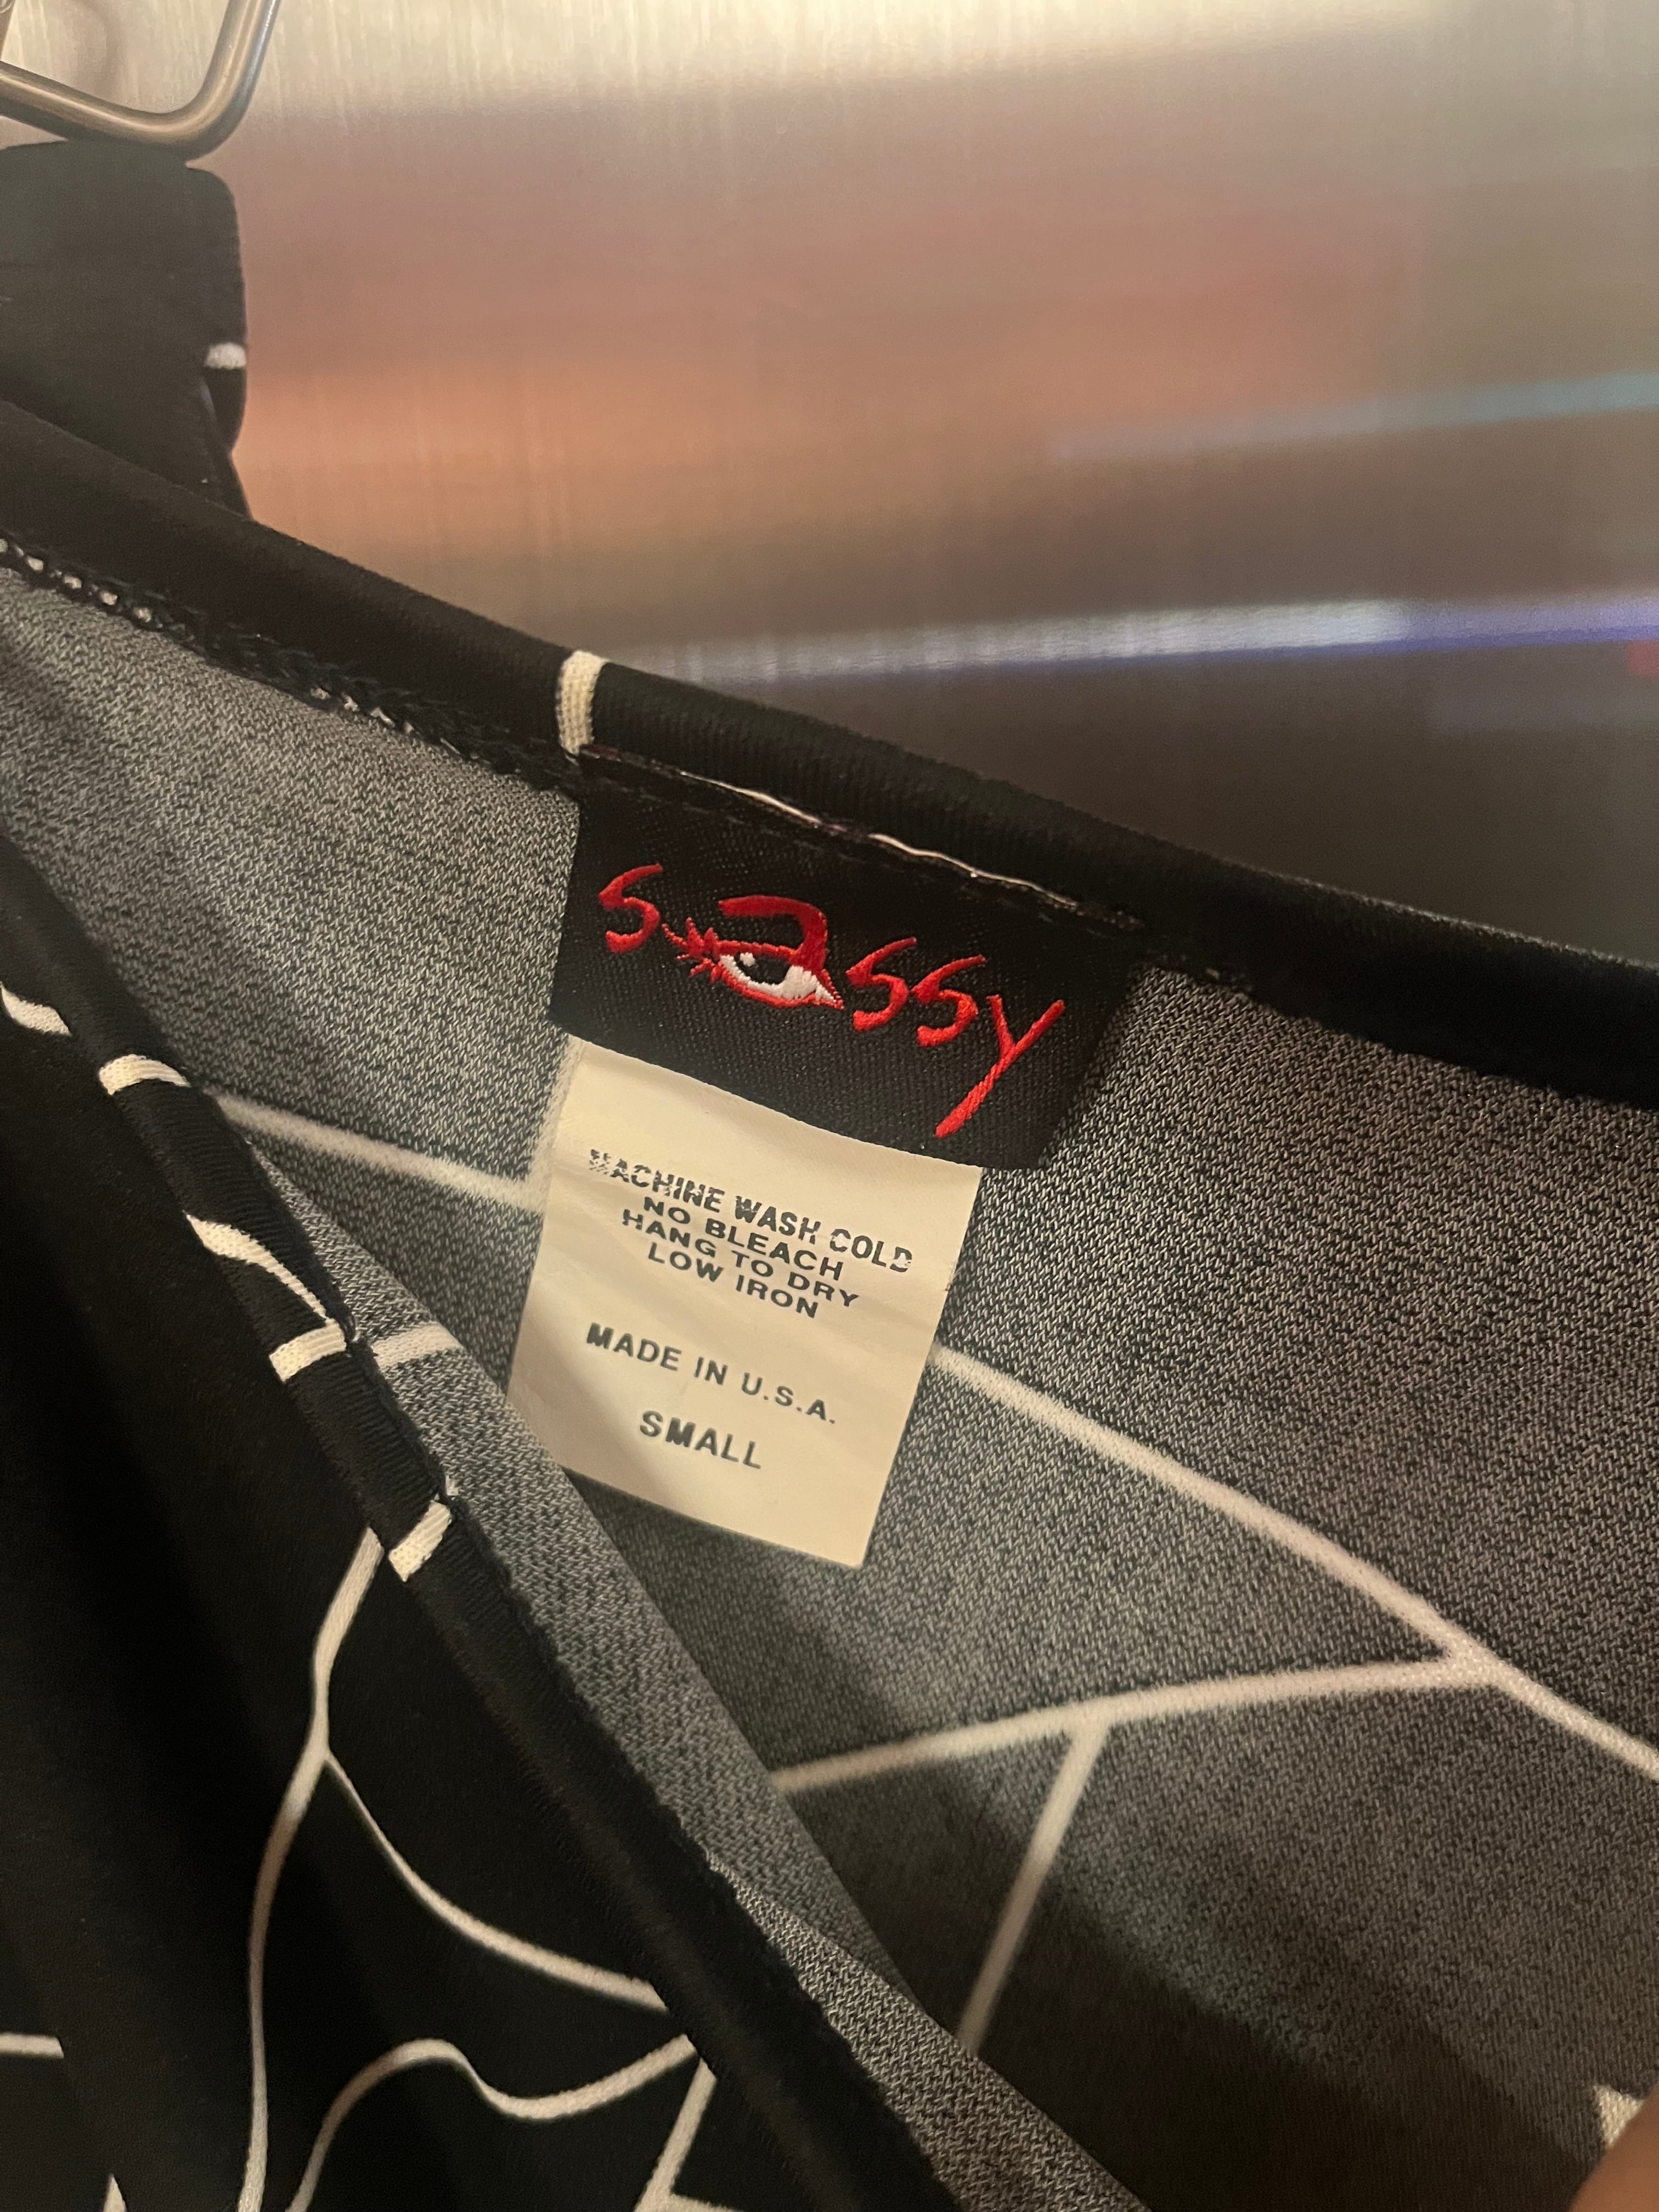 sassy
MACHINE WASH COLD
NO BLEACH
HANG TO DRY
LOW IRON
MADE IN U.S.A.
SMALL